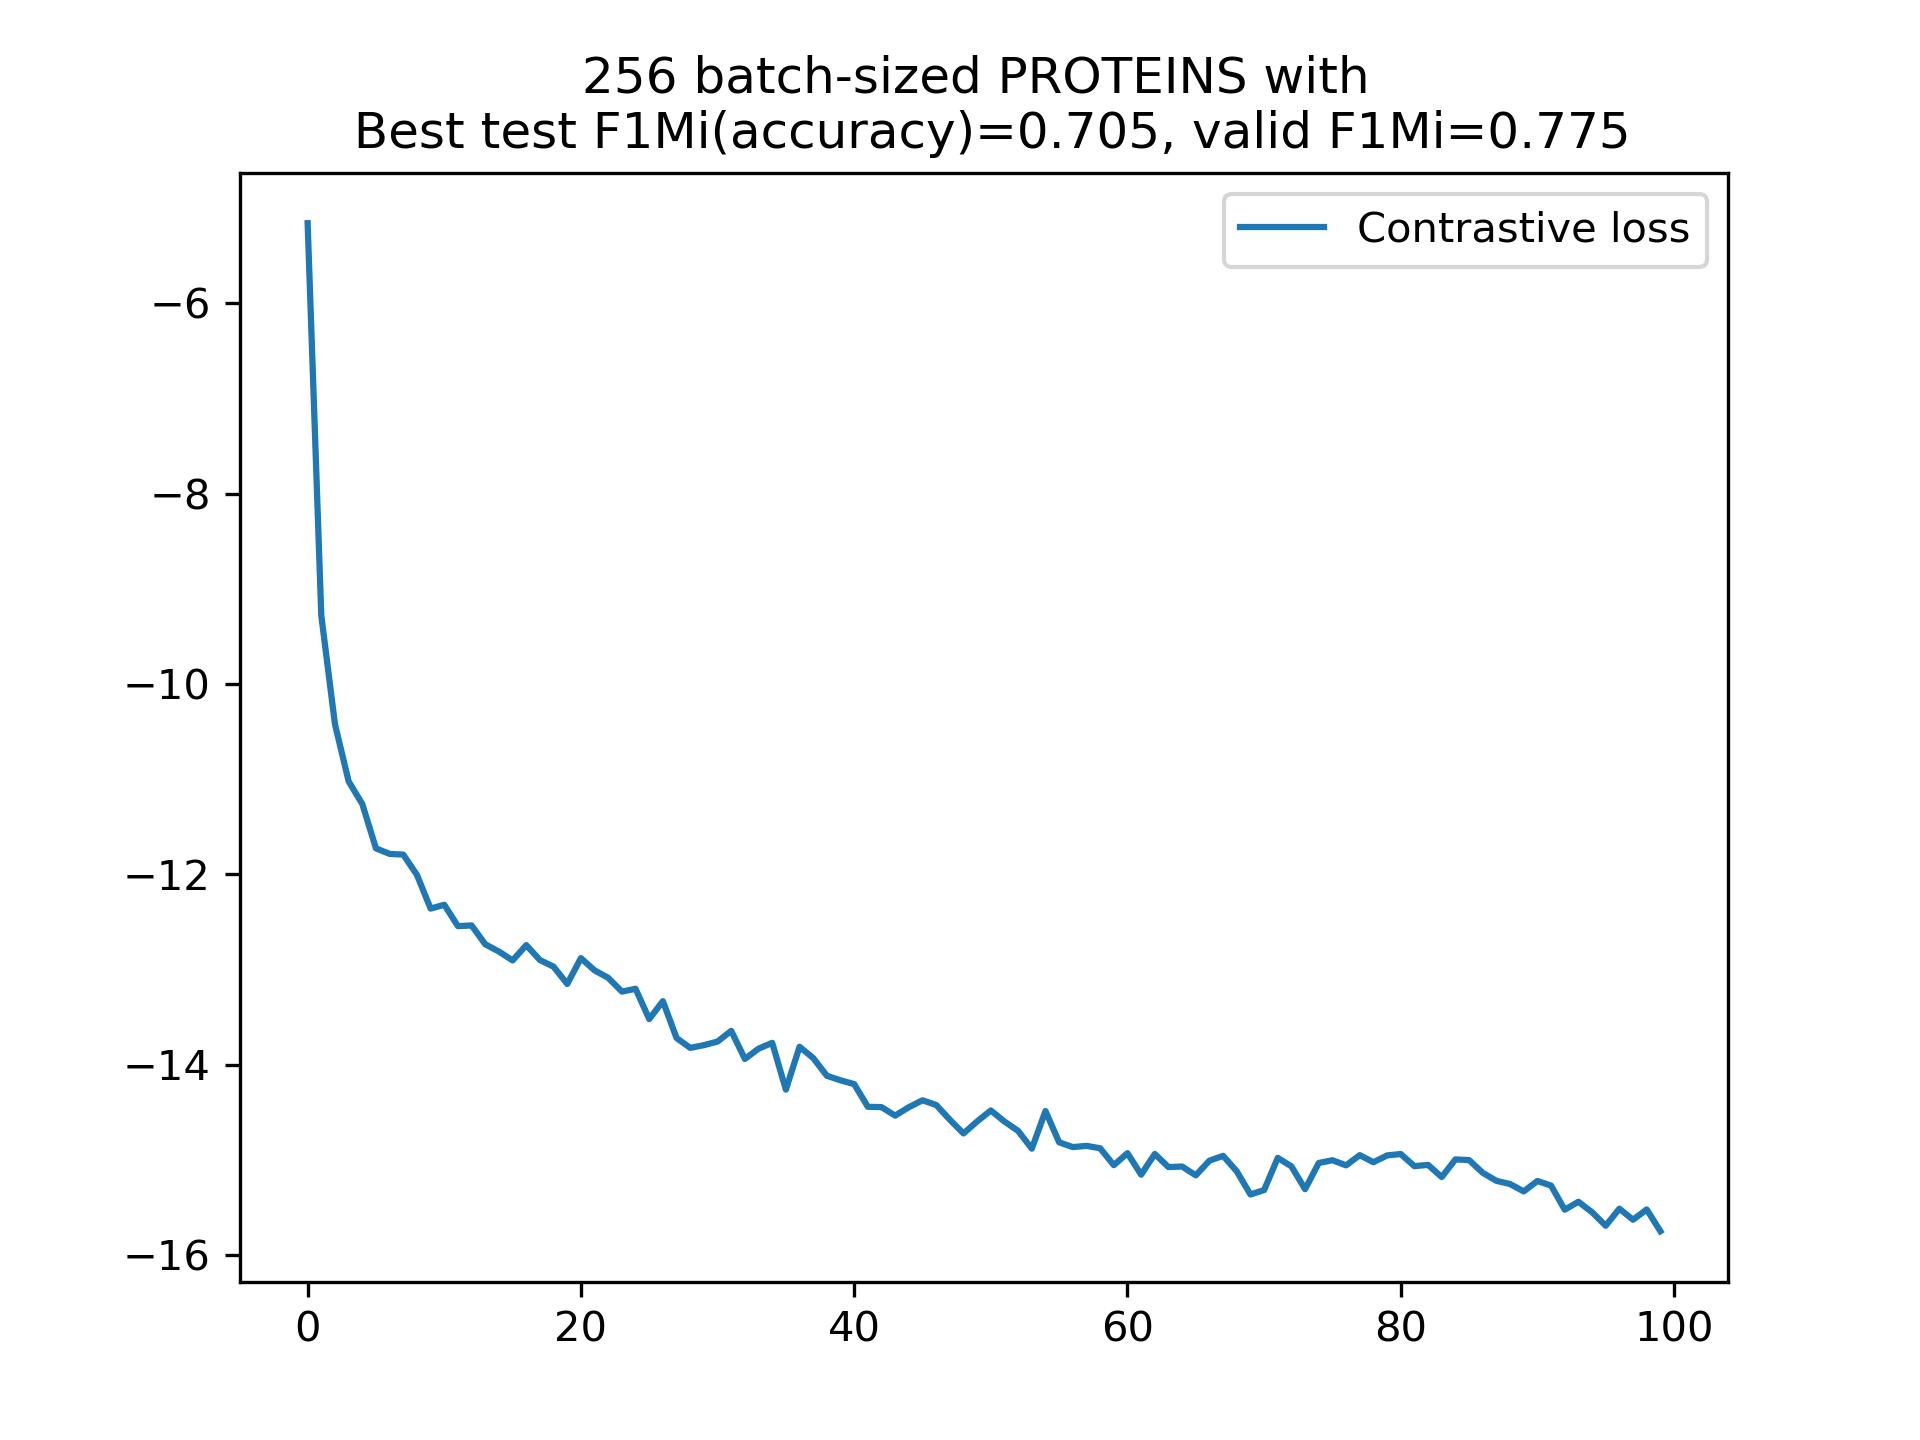 256 batch-sized PROTEINS with
Best test F1Mi(accuracy)=0.705, valid F1Mi=0.775
Contrastive loss
−6
−8
−10
−12
−14
−16
0 20 40 60 80 100